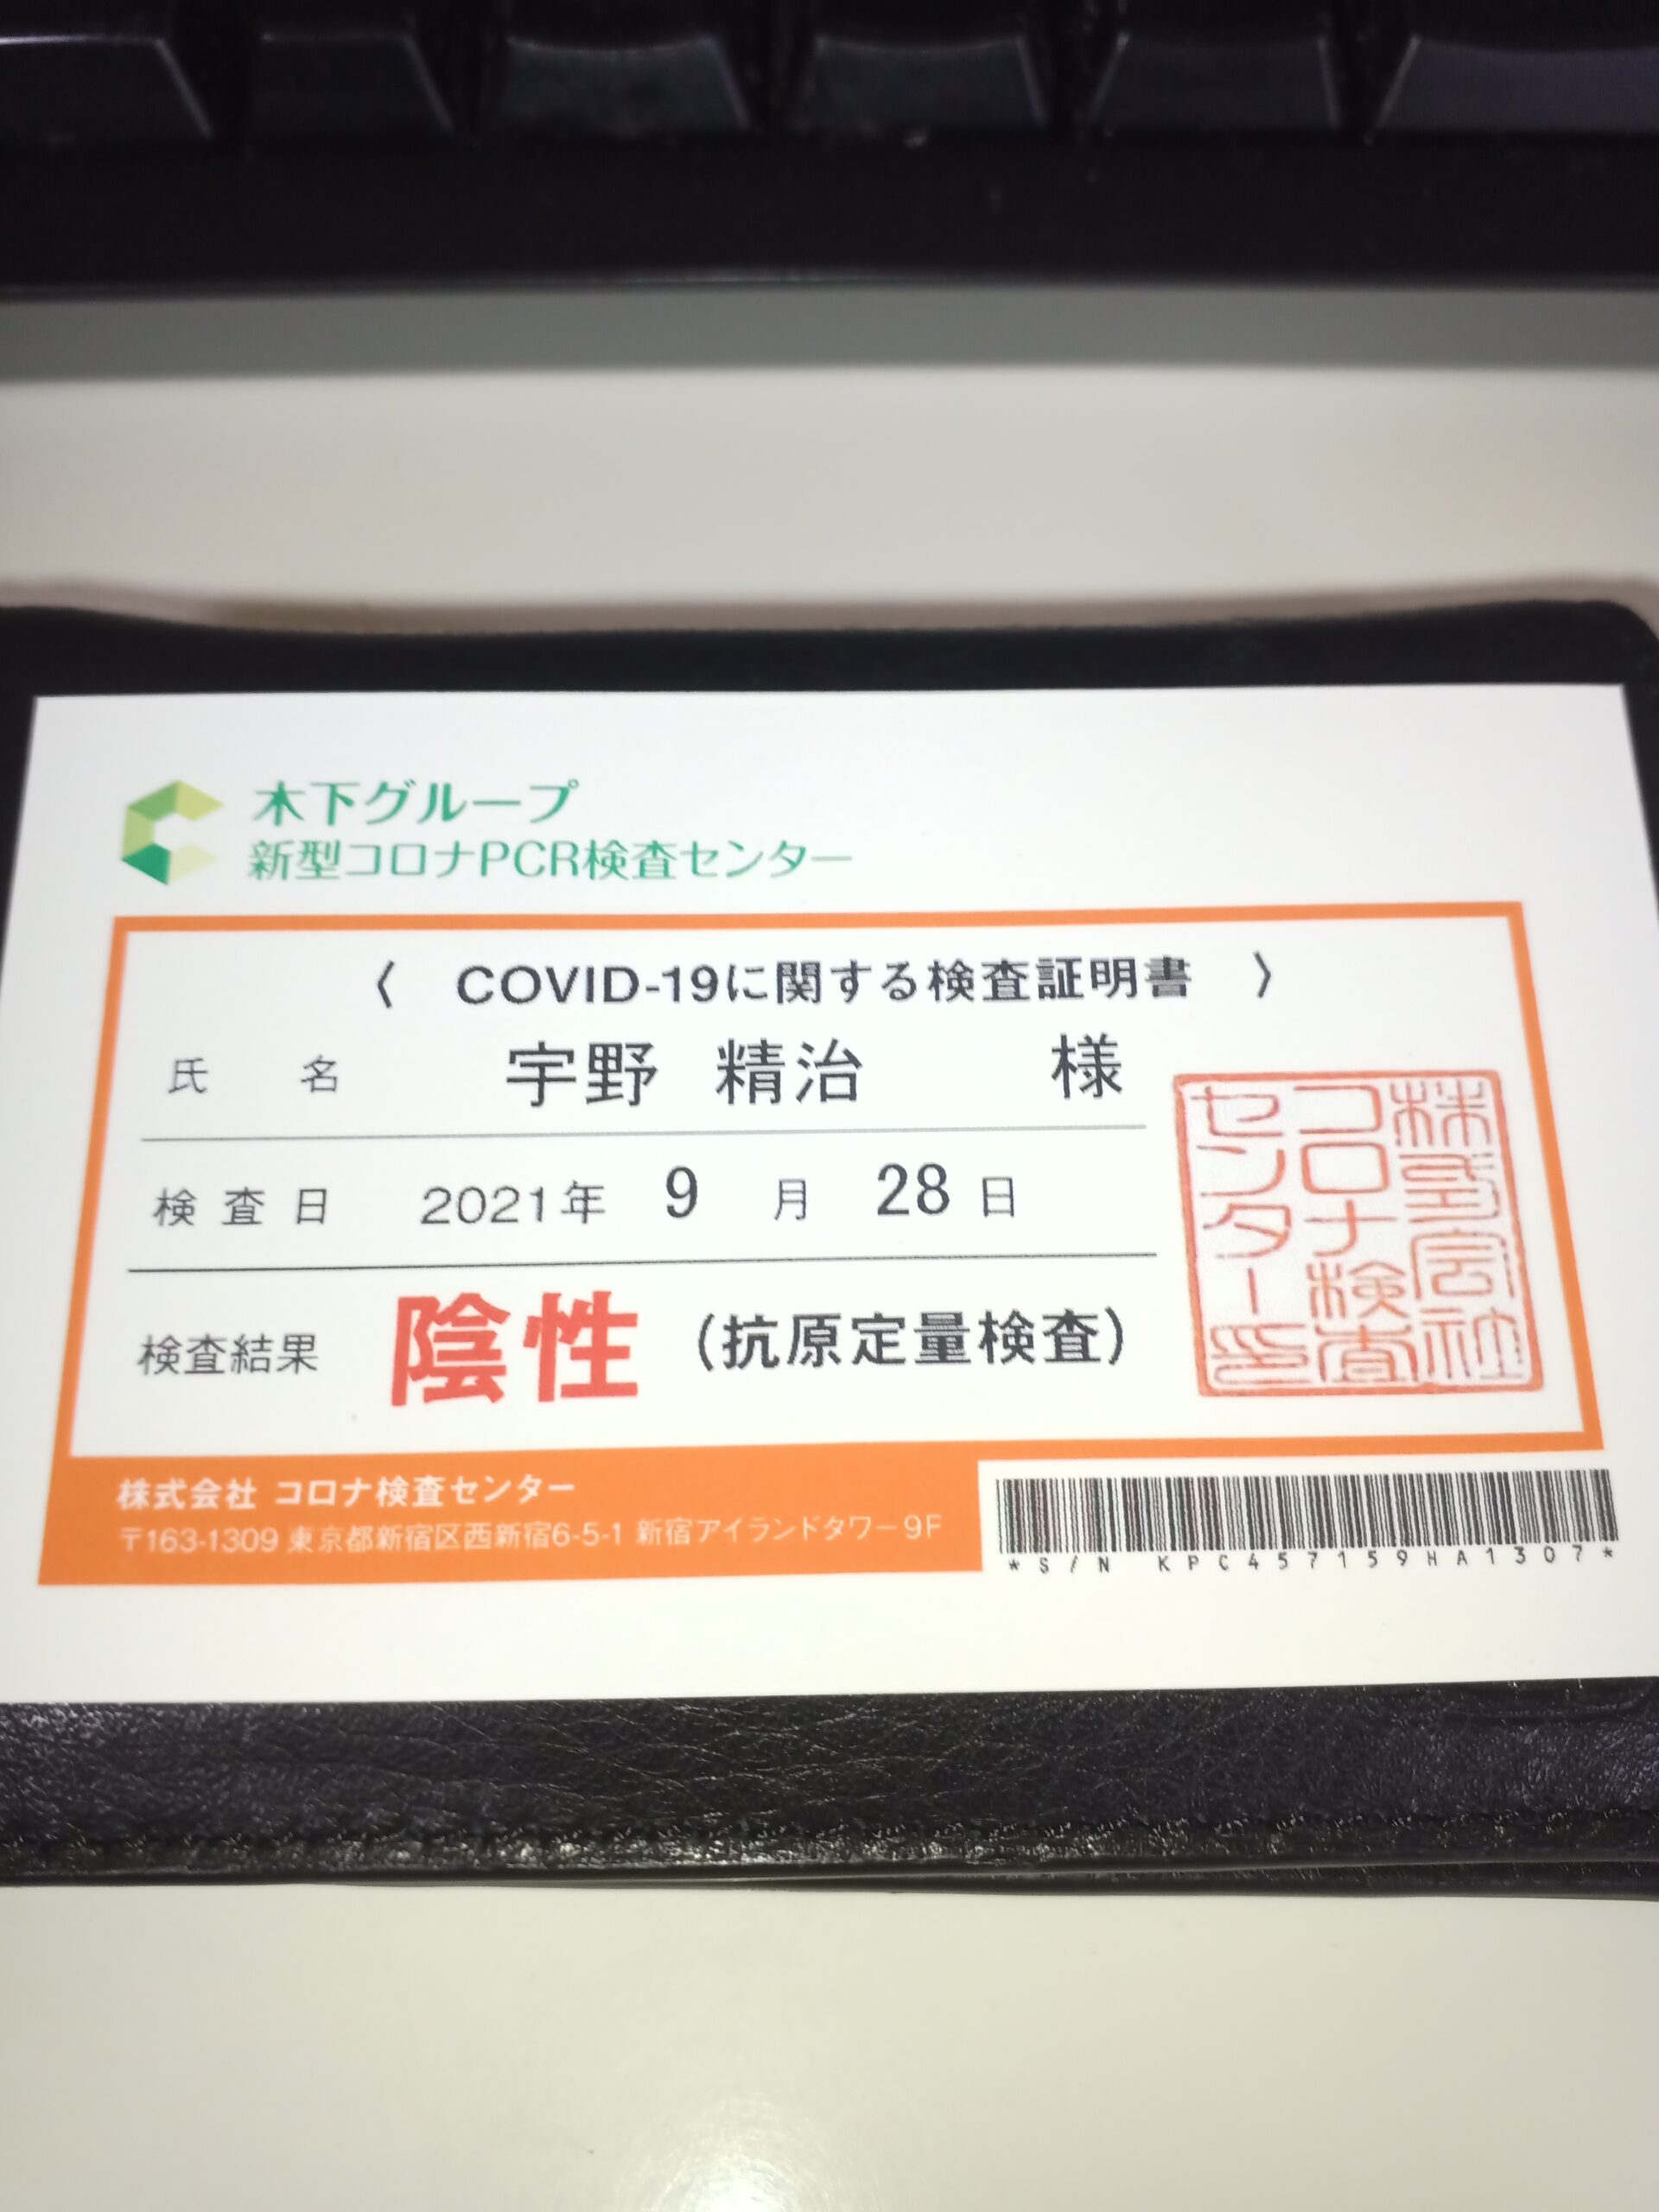 木下グループ
新型コロナPCR検査センター
〈 COVID-19に関する検査証明書 〉
氏 名 宇野 精治 様
検査日 2021年 9 月 28 日
検査結果 陰性 (抗原定量検査)
株式会社
コロナ検査
センター印
株式会社 コロナ検査センター
〒163-1309 東京都新宿区西新宿6-5-1 新宿アイランドタワー9F
*S/N KPC457159HA1307*